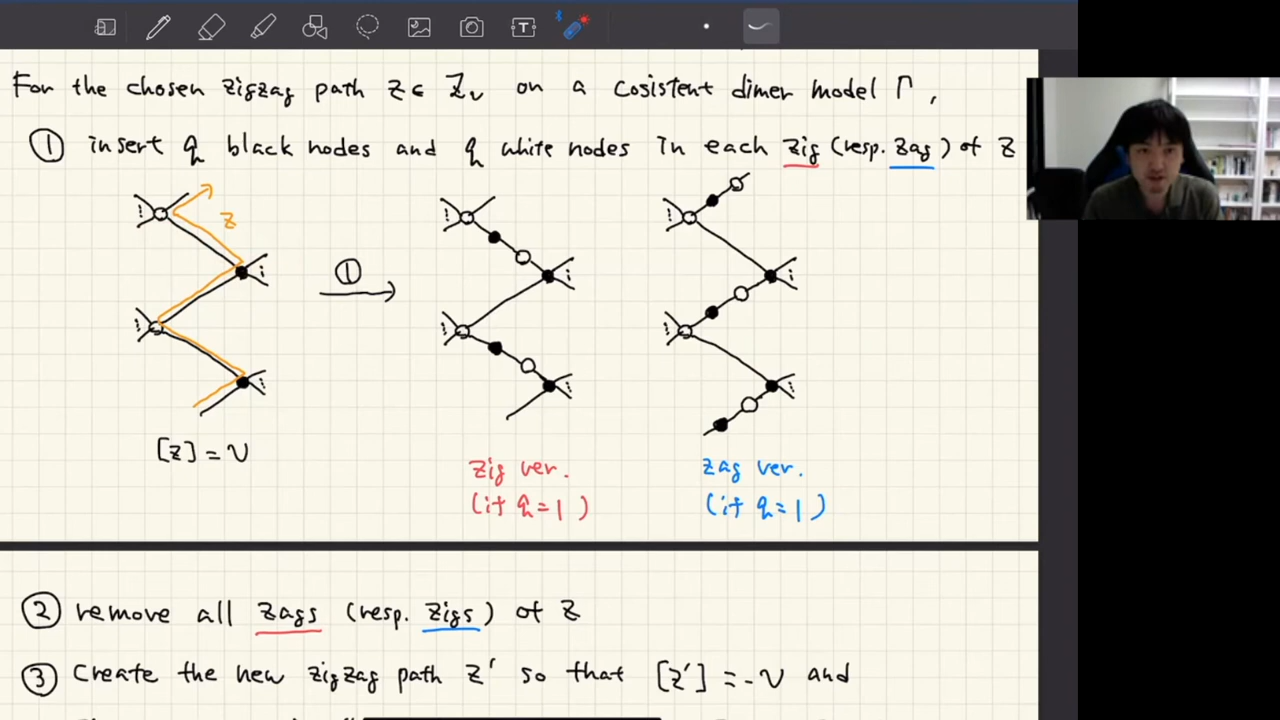 For the chosen zigzag path z ∈ Z_v on a cosistent dimer model Γ,
① insert q black nodes and q white nodes in each zig (resp. zag) of z
z
①
[z] = v
zig ver.
(if q = 1)
zag ver.
(if q = 1)
② remove all zags (resp. zigs) of z
③ Create the new zigzag path z' so that [z'] = -v and